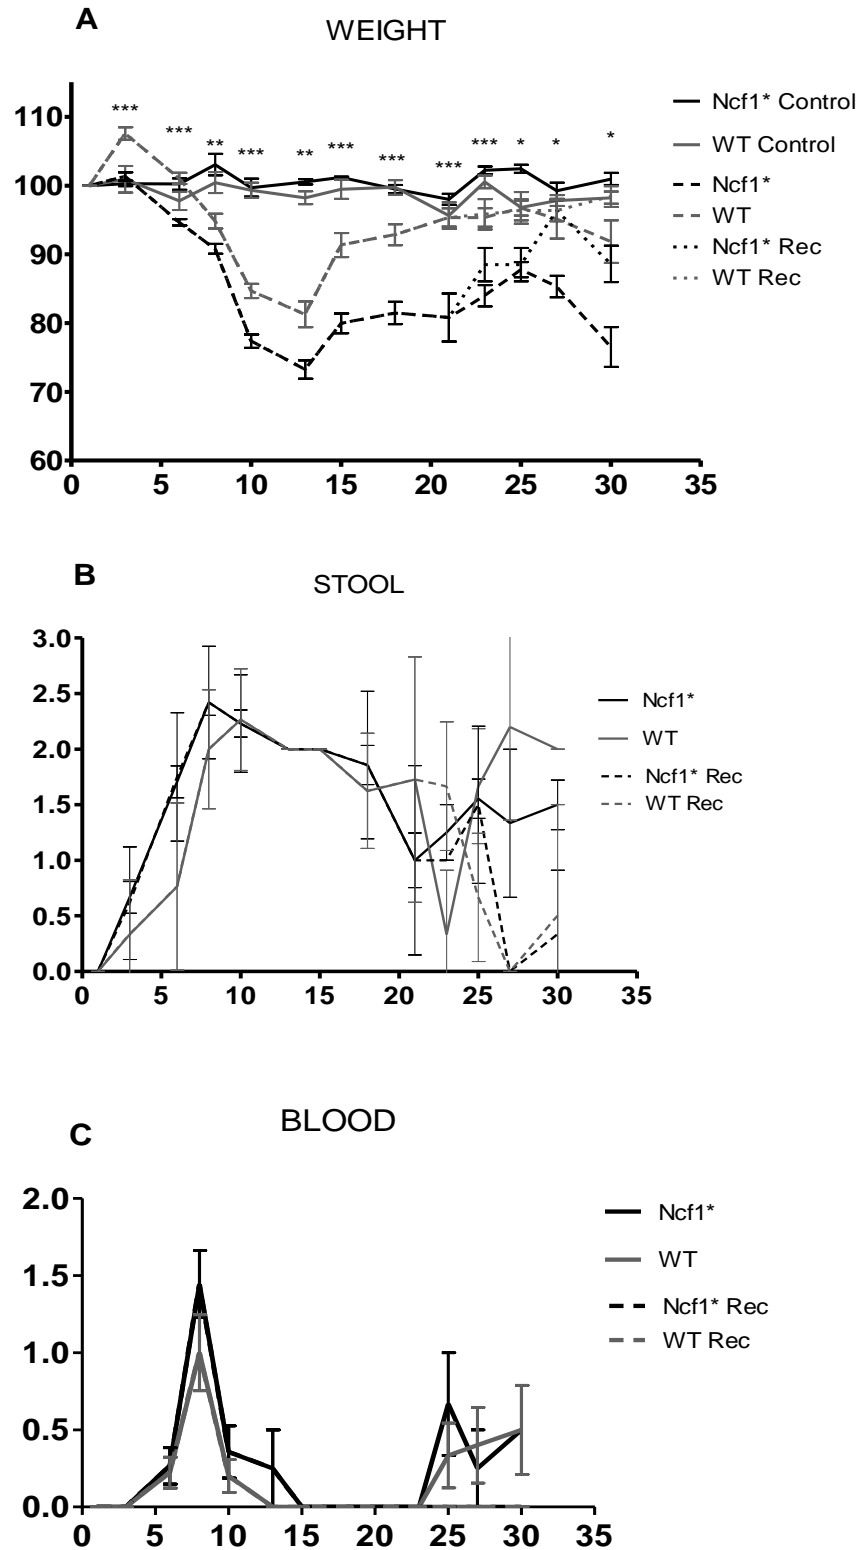 A
WEIGHT
*** *** ** *** ** *** *** *** *** * * *
110
100
90
80
70
60
0 5 10 15 20 25 30 35
Ncf1* Control
WT Control
Ncf1*
WT
Ncf1* Rec
WT Rec
B
STOOL
3.0
2.5
2.0
1.5
1.0
0.5
0.0
0 5 10 15 20 25 30 35
Ncf1*
WT
Ncf1* Rec
WT Rec
C
BLOOD
2.0
1.5
1.0
0.5
0.0
0 5 10 15 20 25 30 35
Ncf1*
WT
Ncf1* Rec
WT Rec